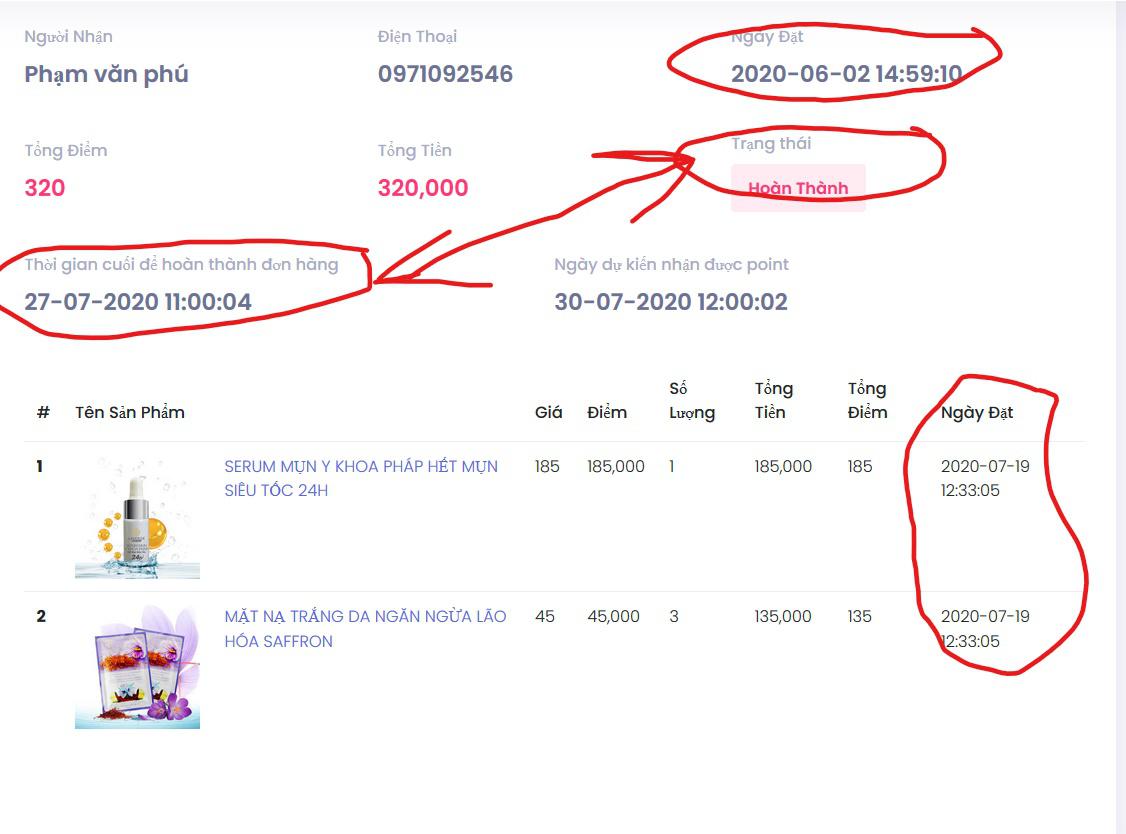 Người Nhận
Điện Thoại
Ngày Đặt
Phạm văn phú
0971092546
2020-06-02 14:59:10
Tổng Điểm
Tổng Tiền
Trạng thái
320
320,000
Hoàn Thành
Thời gian cuối để hoàn thành đơn hàng
Ngày dự kiến nhận được point
27-07-2020 11:00:04
30-07-2020 12:00:02
# Tên Sản Phẩm Giá Điểm Số Lượng Tổng Tiền Tổng Điểm Ngày Đặt
1 SERUM MỤN Y KHOA PHÁP HẾT MỤN 185 185,000 1 185,000 185 2020-07-19
SIÊU TỐC 24H 12:33:05
2 MẶT NẠ TRẮNG DA NGĂN NGỪA LÃO 45 45,000 3 135,000 135 2020-07-19
HÓA SAFFRON 12:33:05